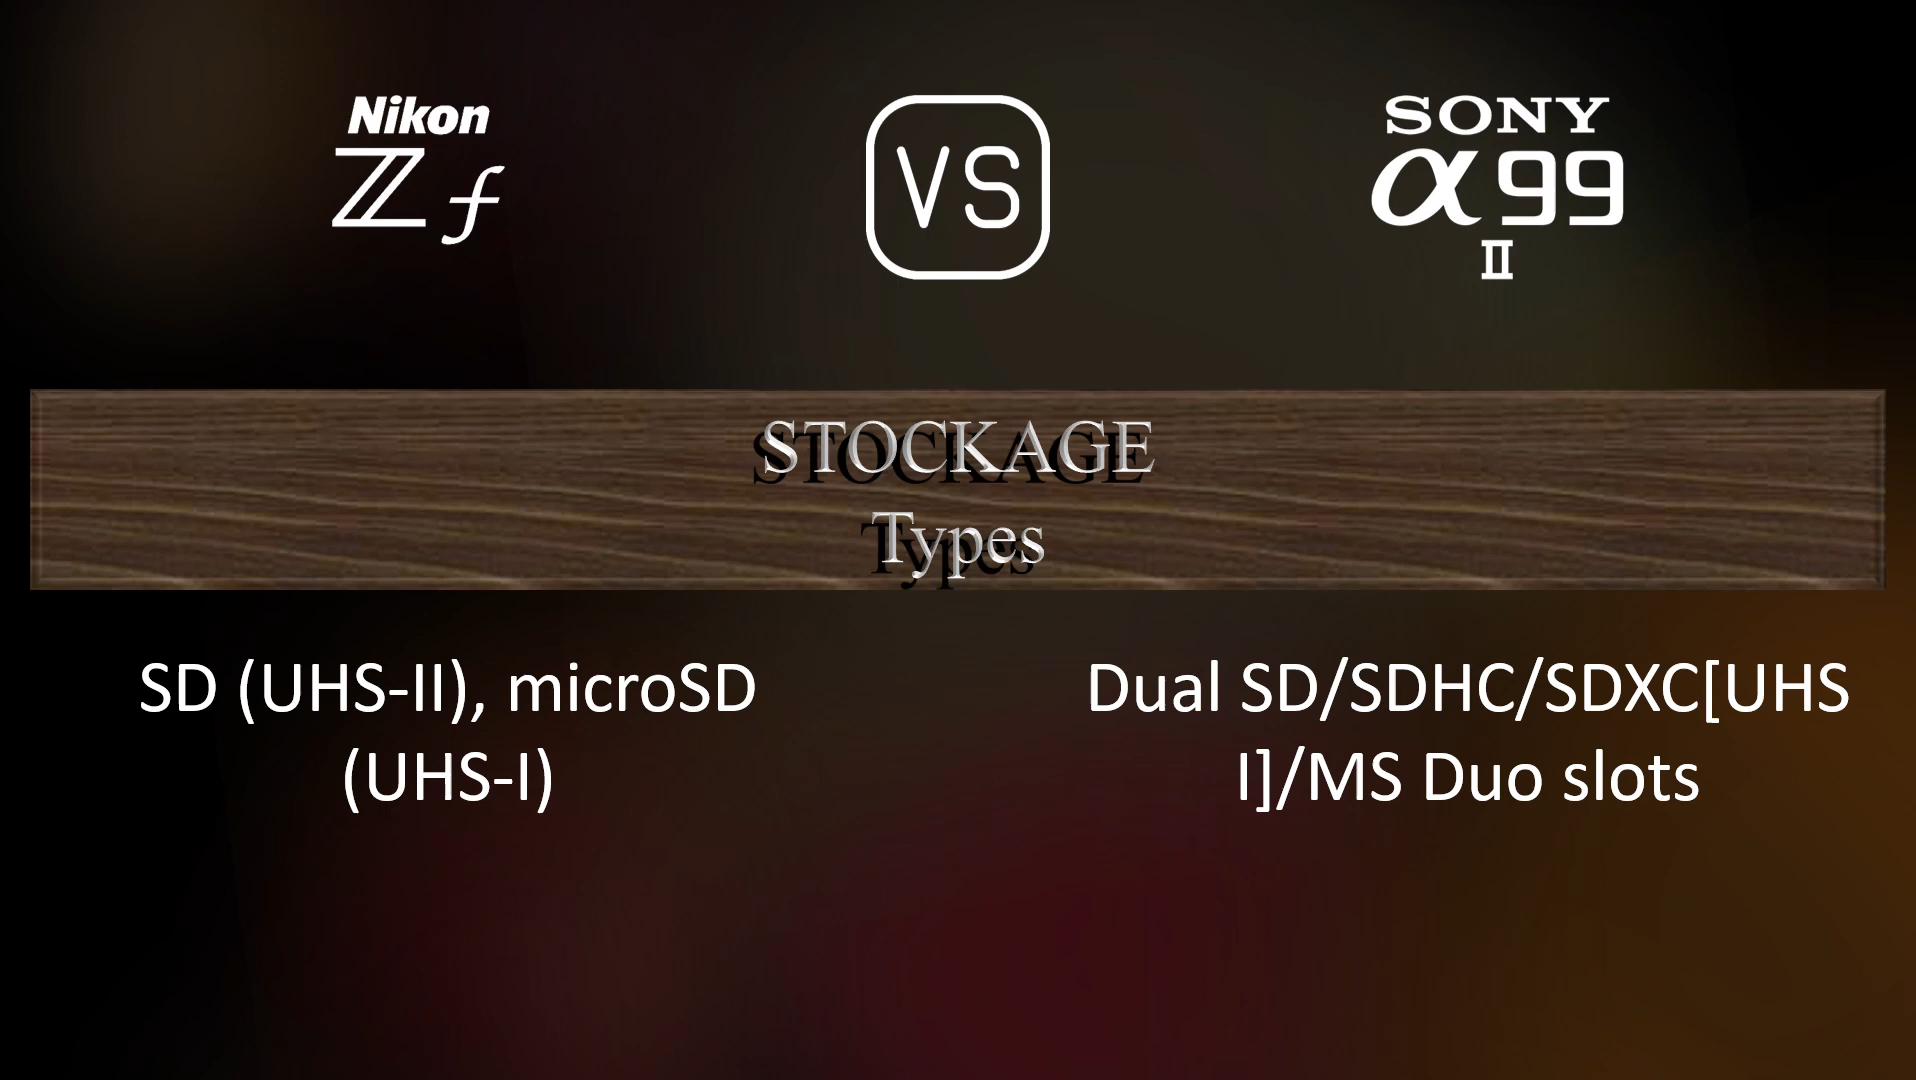 Nikon
Z f
VS
SONY
α99
II
STOCKAGE
Types
SD (UHS-II), microSD
(UHS-I)
Dual SD/SDHC/SDXC[UHS
I]/MS Duo slots